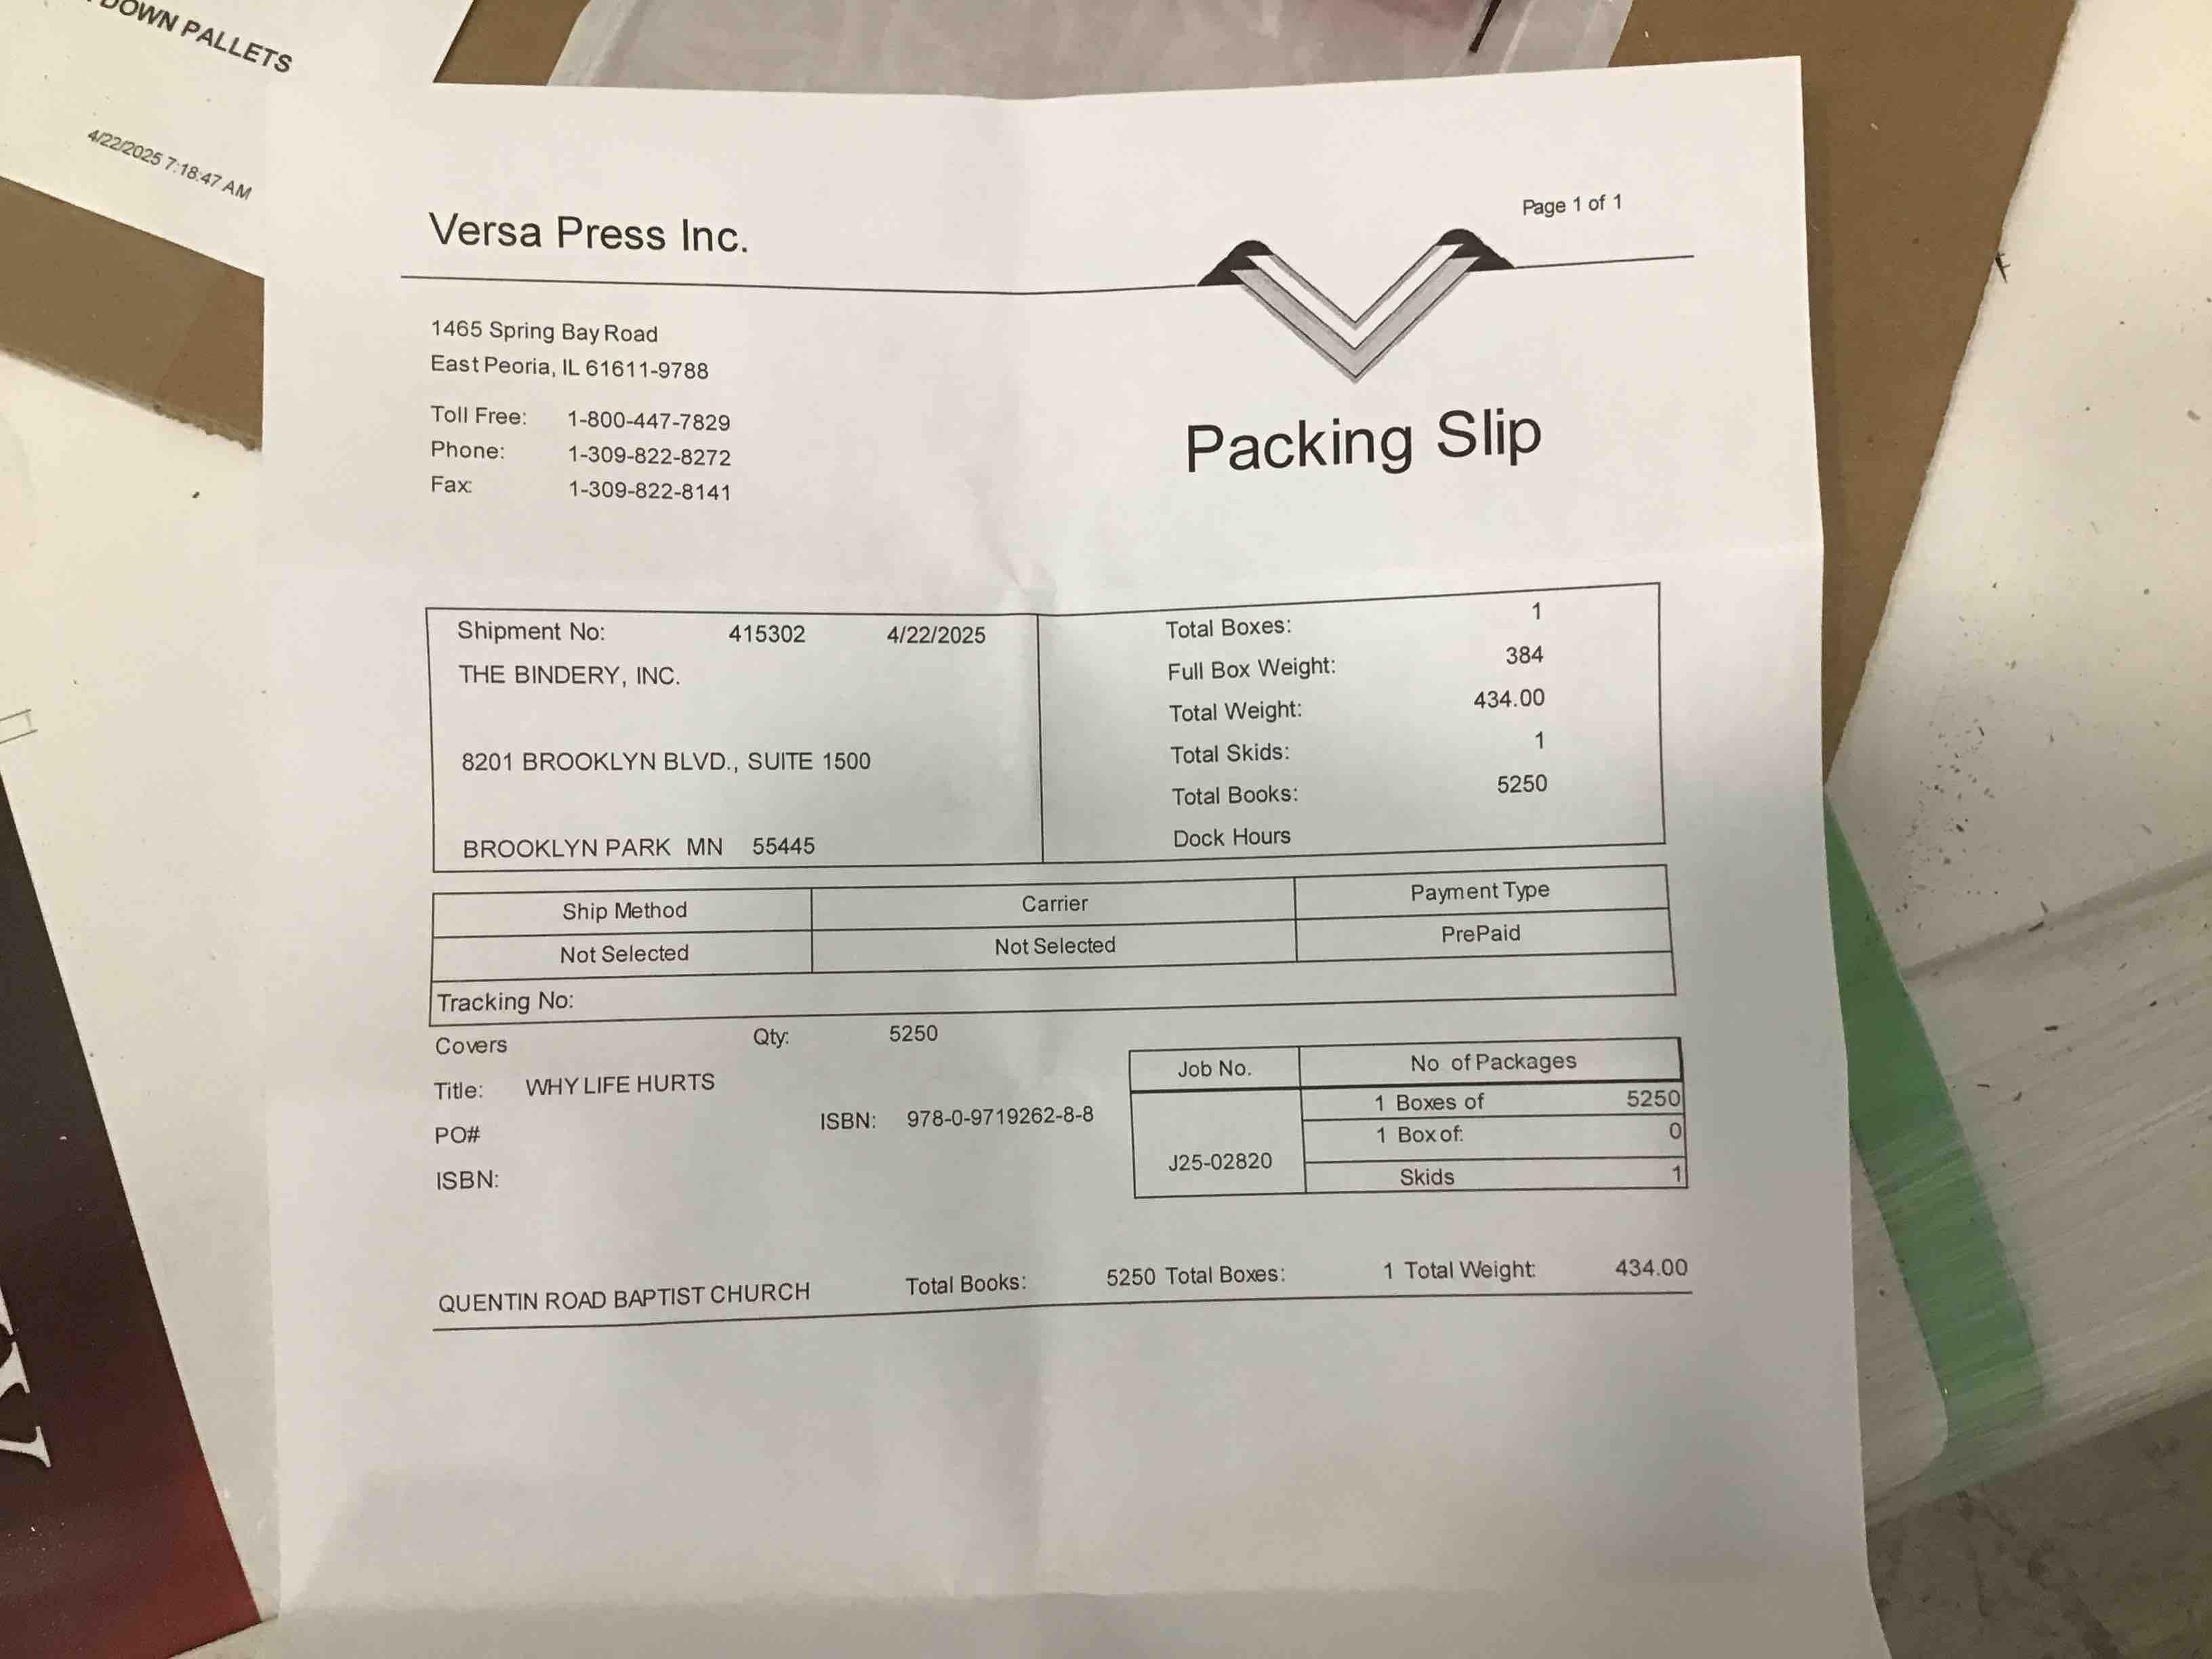 DOWN PALLETS
4/22/2025 7:18:47 AM
Versa Press Inc.
Page 1 of 1
1465 Spring Bay Road
East Peoria, IL 61611-9788
Toll Free: 1-800-447-7829
Phone: 1-309-822-8272
Fax: 1-309-822-8141
Packing Slip
Shipment No: 415302 4/22/2025
THE BINDERY, INC.
8201 BROOKLYN BLVD., SUITE 1500
BROOKLYN PARK MN 55445
Total Boxes: 1
Full Box Weight: 384
Total Weight: 434.00
Total Skids: 1
Total Books: 5250
Dock Hours
Ship Method Carrier Payment Type
Not Selected Not Selected PrePaid
Tracking No:
Covers Qty: 5250
Title: WHY LIFE HURTS
PO# ISBN: 978-0-9719262-8-8
ISBN:
Job No. No of Packages
1 Boxes of 5250
1 Box of: 0
J25-02820
Skids 1
QUENTIN ROAD BAPTIST CHURCH Total Books: 5250 Total Boxes: 1 Total Weight: 434.00